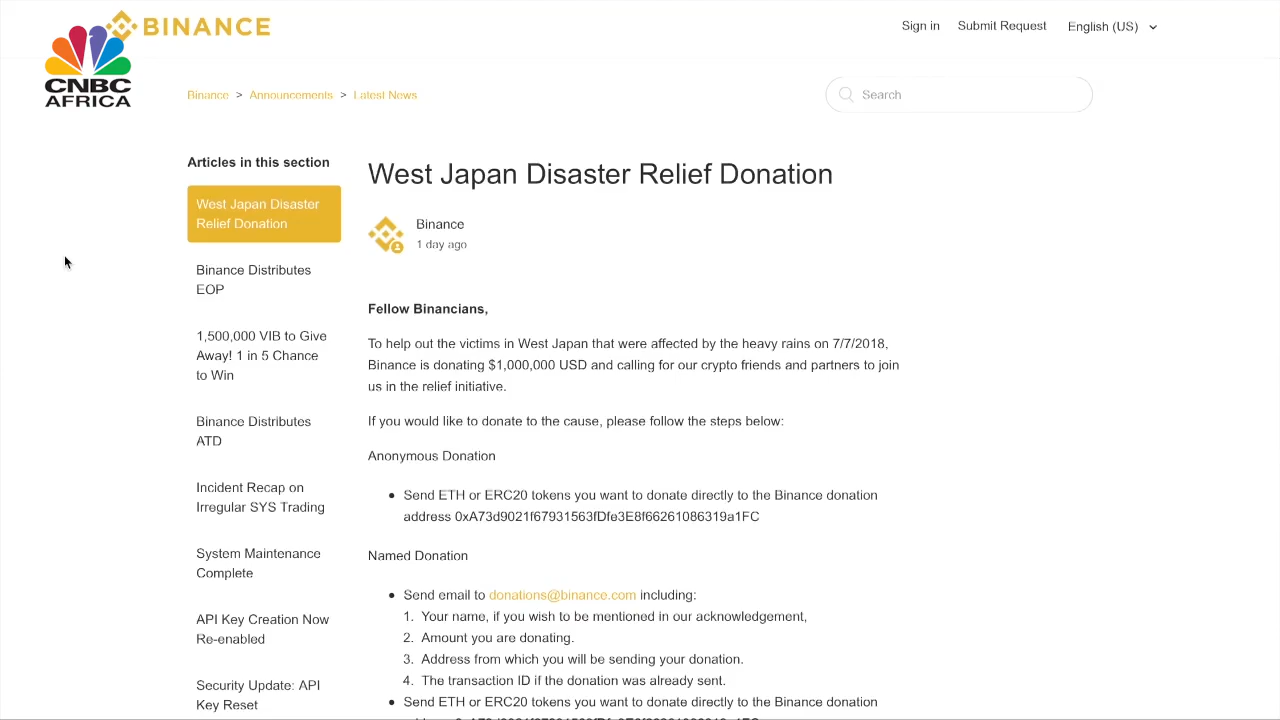 BINANCE
Sign in
Submit Request
English (US)
CNBC
AFRICA
Binance > Announcements > Latest News
Search
Articles in this section
West Japan Disaster
Relief Donation
Binance Distributes
EOP
1,500,000 VIB to Give
Away! 1 in 5 Chance
to Win
Binance Distributes
ATD
Incident Recap on
Irregular SYS Trading
System Maintenance
Complete
API Key Creation Now
Re-enabled
Security Update: API
Key Reset
West Japan Disaster Relief Donation
Binance
1 day ago
Fellow Binancians,
To help out the victims in West Japan that were affected by the heavy rains on 7/7/2018,
Binance is donating $1,000,000 USD and calling for our crypto friends and partners to join
us in the relief initiative.
If you would like to donate to the cause, please follow the steps below:
Anonymous Donation
Send ETH or ERC20 tokens you want to donate directly to the Binance donation
address 0xA73d9021f67931563fDfe3E8f66261086319a1FC
Named Donation
Send email to donations@binance.com including:
1. Your name, if you wish to be mentioned in our acknowledgement,
2. Amount you are donating.
3. Address from which you will be sending your donation.
4. The transaction ID if the donation was already sent.
Send ETH or ERC20 tokens you want to donate directly to the Binance donation